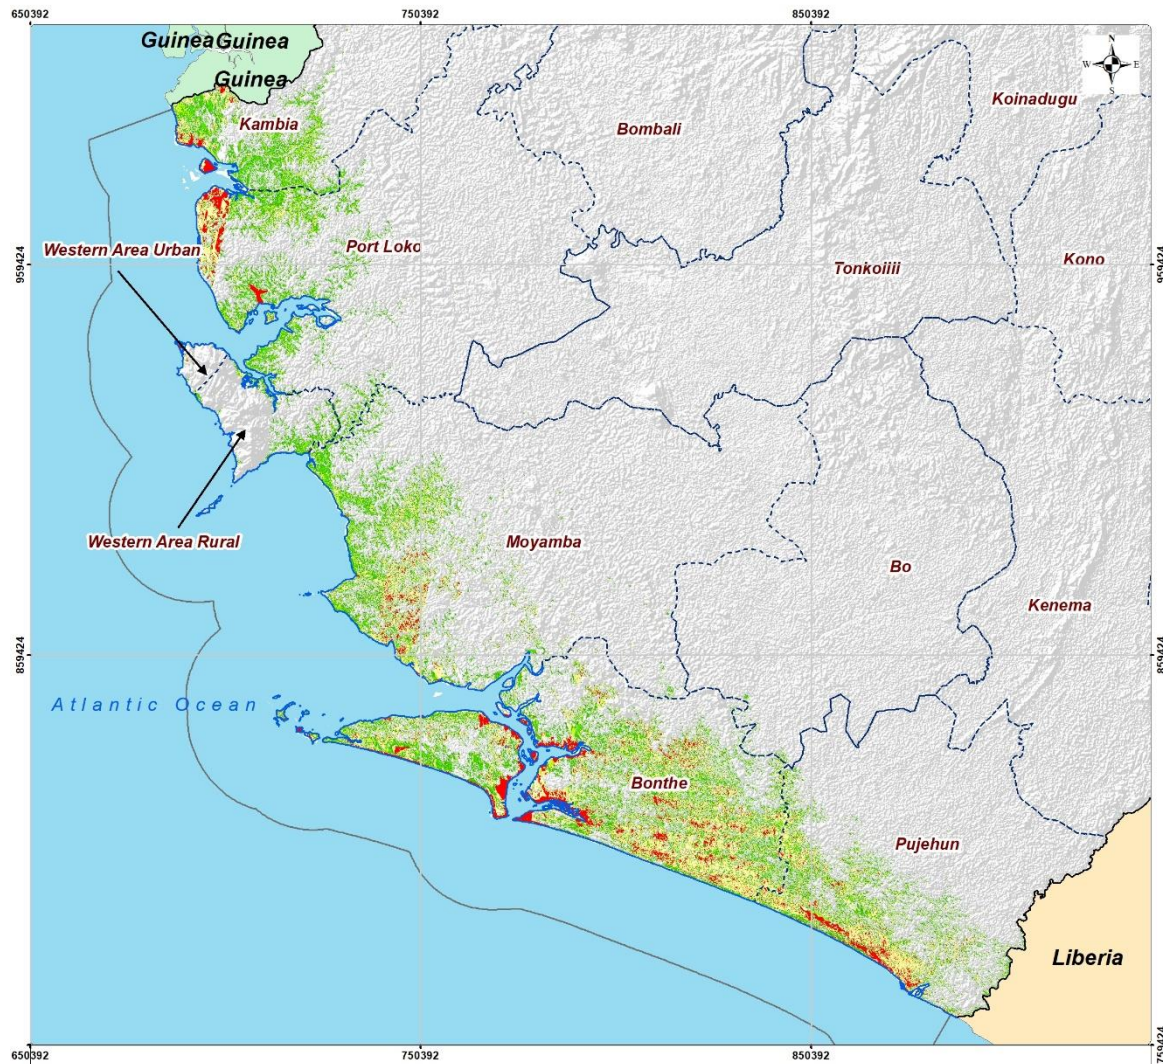 650392
750392
850392
Guinea
Guinea
Guinea
N
W
E
S
Koinadugu
Kambia
Bombali
Western Area Urban
Port Loko
959424
959424
Tonkoiiii
Kono
Western Area Rural
Moyamba
Bo
Kenema
859424
859424
Atlantic Ocean
Bonthe
Pujehun
Liberia
759424
650392
750392
850392